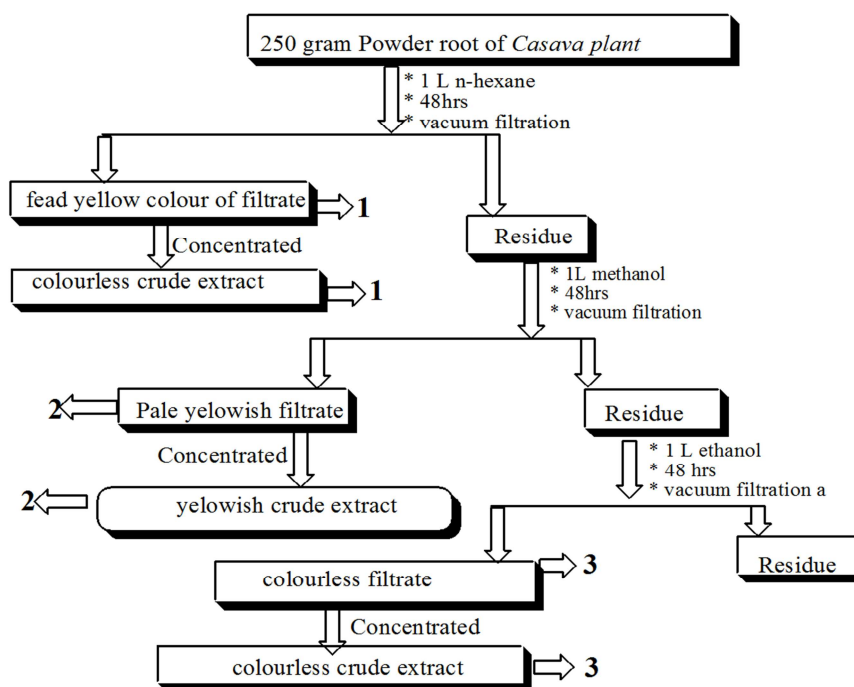 250 gram Powder root of Casava plant
* 1 L n-hexane
* 48hrs
* vacuum filtration
fead yellow colour of filtrate
1
Concentrated
colourless crude extract
1
Residue
* 1L methanol
* 48hrs
* vacuum filtration
2
Pale yelowish filtrate
Concentrated
2
yelowish crude extract
Residue
* 1 L ethanol
* 48 hrs
* vacuum filtration a
Residue
colourless filtrate
3
Concentrated
colourless crude extract
3